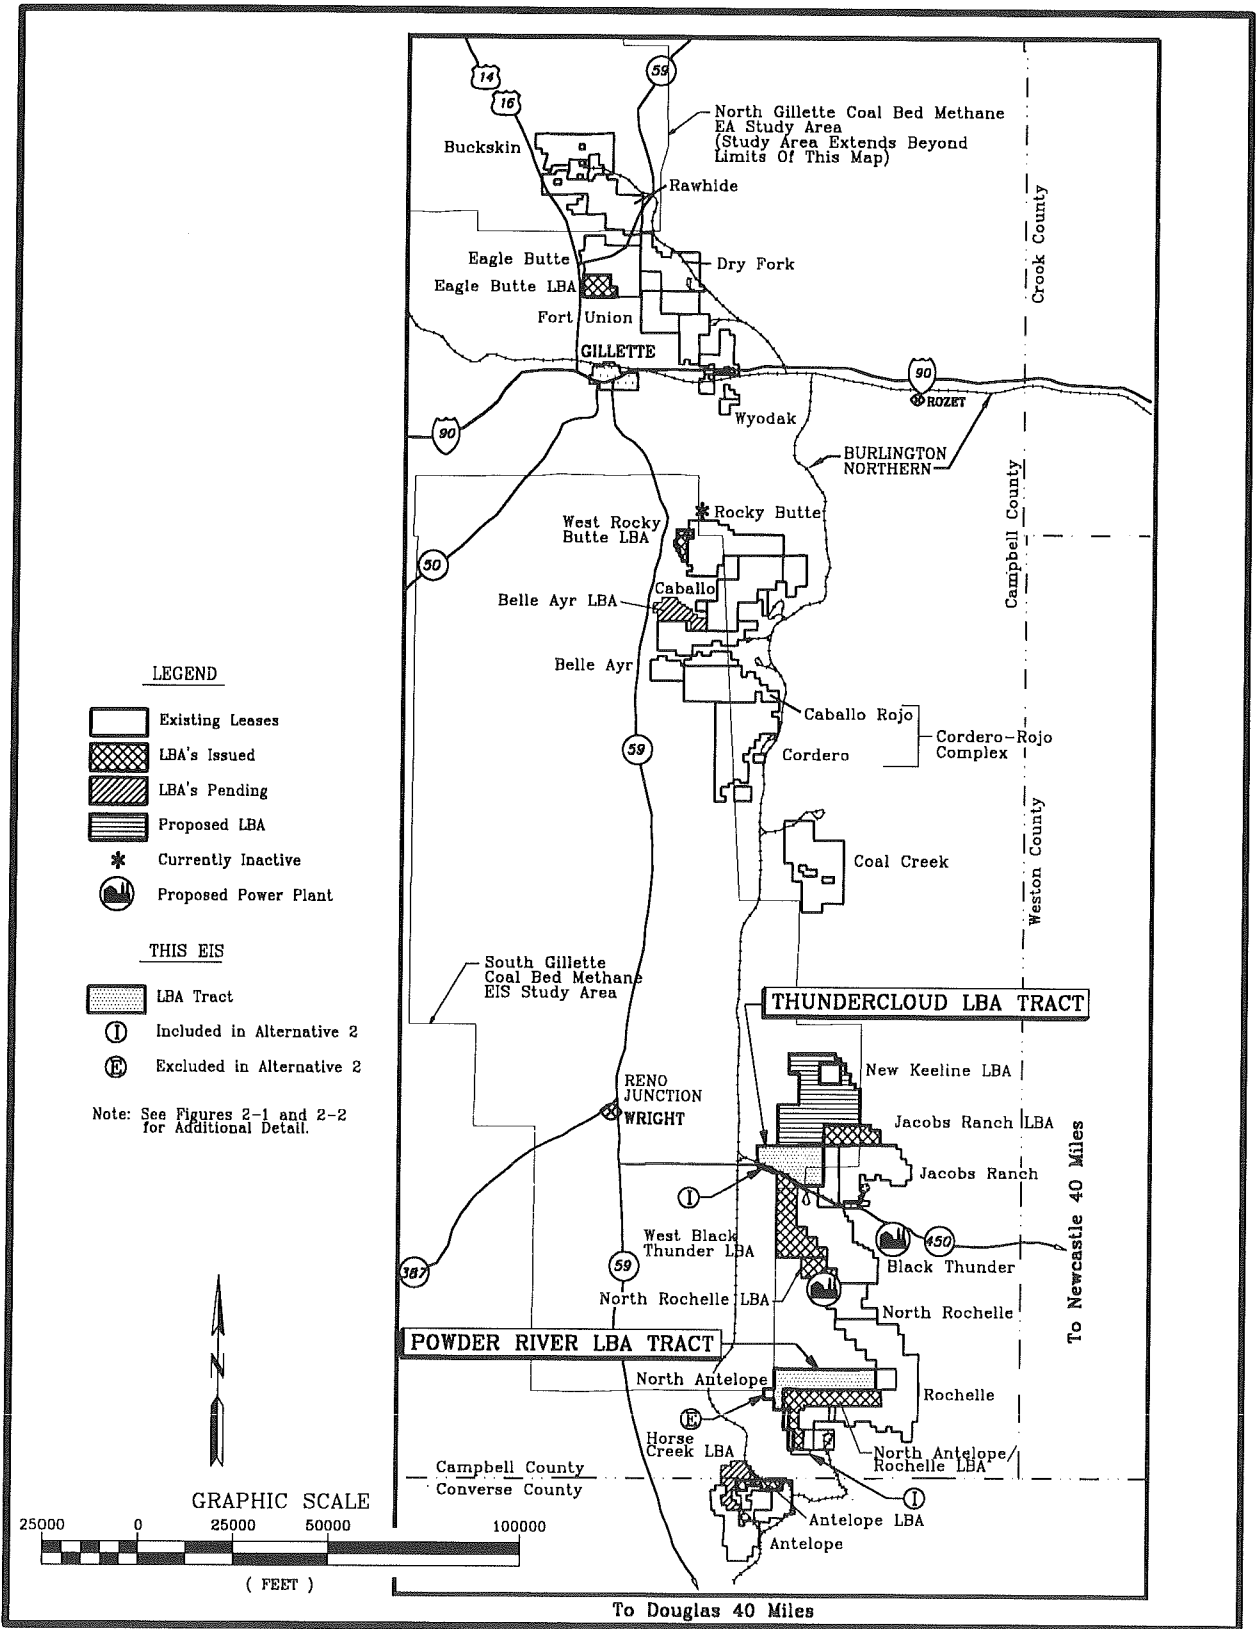 14
16
59
North Gillette Coal Bed Methane
EA Study Area
(Study Area Extends Beyond
Limits Of This Map)
Buckskin
Rawhide
Crook County
Eagle Butte
Dry Fork
Eagle Butte LBA
Fort Union
GILLETTE
90
ROZET
Wyodak
90
BURLINGTON
NORTHERN
Campbell County
Rocky Butte
West Rocky
Butte LBA
50
Caballo
Belle Ayr LBA
Belle Ayr
LEGEND
Existing Leases
LBA's Issued
LBA's Pending
Proposed LBA
Currently Inactive
Proposed Power Plant
Caballo Rojo
Cordero-Rojo
Complex
Cordero
59
Coal Creek
Weston County
THIS EIS
LBA Tract
I
Included in Alternative 2
E
Excluded in Alternative 2
Note: See Figures 2-1 and 2-2
for Additional Detail.
South Gillette
Coal Bed Methane
EIS Study Area
THUNDERCLOUD LBA TRACT
New Keeline LBA
RENO
JUNCTION
WRIGHT
Jacobs Ranch LBA
Jacobs Ranch
I
West Black
Thunder LBA
450
Black Thunder
To Newcastle 40 Miles
387
59
North Rochelle LBA
North Rochelle
POWDER RIVER LBA TRACT
North Antelope
Rochelle
E
Horse
Creek LBA
North Antelope/
Rochelle LBA
Campbell County
Converse County
I
Antelope LBA
Antelope
N
GRAPHIC SCALE
25000 0 25000 50000 100000
( FEET )
To Douglas 40 Miles